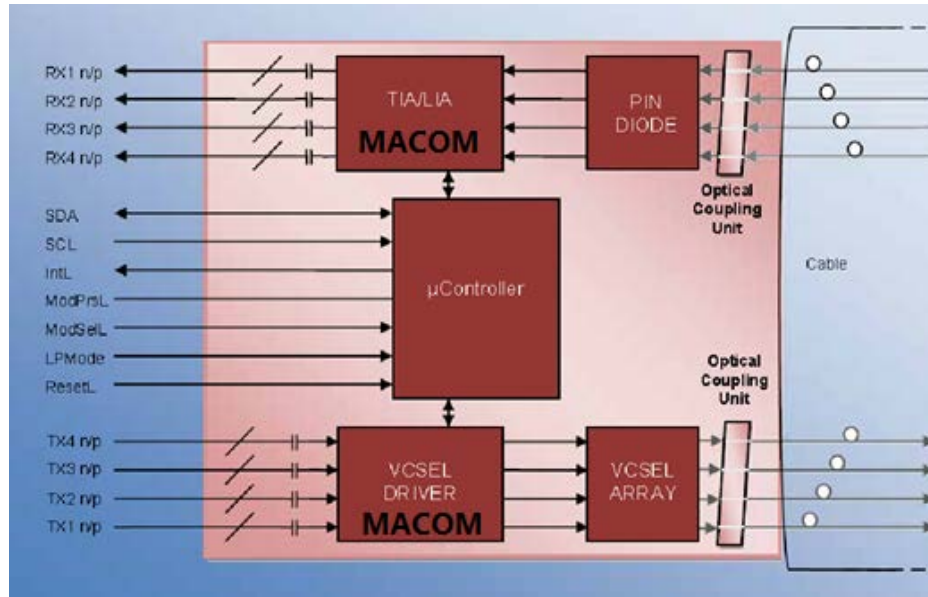 RX1 n/p
RX2 n/p
RX3 n/p
RX4 n/p
TIA/LIA
MACOM
PIN
DIODE
Optical
Coupling
Unit
SDA
SCL
IntL
ModPrsL
ModSelL
LPMode
ResetL
µController
Cable
Optical
Coupling
Unit
TX4 n/p
TX3 n/p
TX2 n/p
TX1 n/p
VCSEL
DRIVER
MACOM
VCSEL
ARRAY